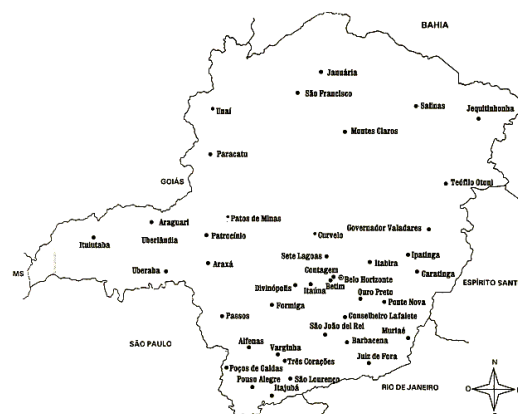 BAHIA
Januária
São Francisco
Salinas
Unaí
Jequitinhonha
Montes Claros
Paracatu
GOIÁS
Teófilo Otoni
Patos de Minas
Araguari
Governador Valadares
Ituiutaba
Uberlândia
Patrocínio
Curvelo
Sete Lagoas
Ipatinga
Itabira
MS
Uberaba
Araxá
Contagem
Caratinga
Belo Horizonte
Betim
ESPÍRITO SANT
Divinópolis
Itaúna
Ouro Preto
Formiga
Ponte Nova
Passos
Conselheiro Lafaiete
São João del Rei
Muriaé
SÃO PAULO
Alfenas
Barbacena
Varginha
Três Corações
Juiz de Fora
Poços de Caldas
N
São Lourenço
Pouso Alegre
RIO DE JANEIRO
O
Itajubá